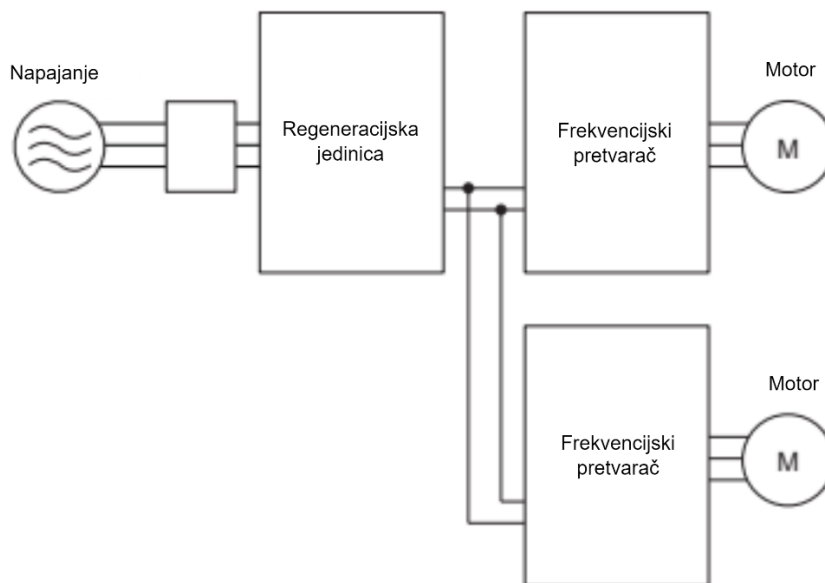 Napajanje
Regeneracijska
jedinica
Frekvencijski
pretvarač
Motor
M
Motor
Frekvencijski
pretvarač
M